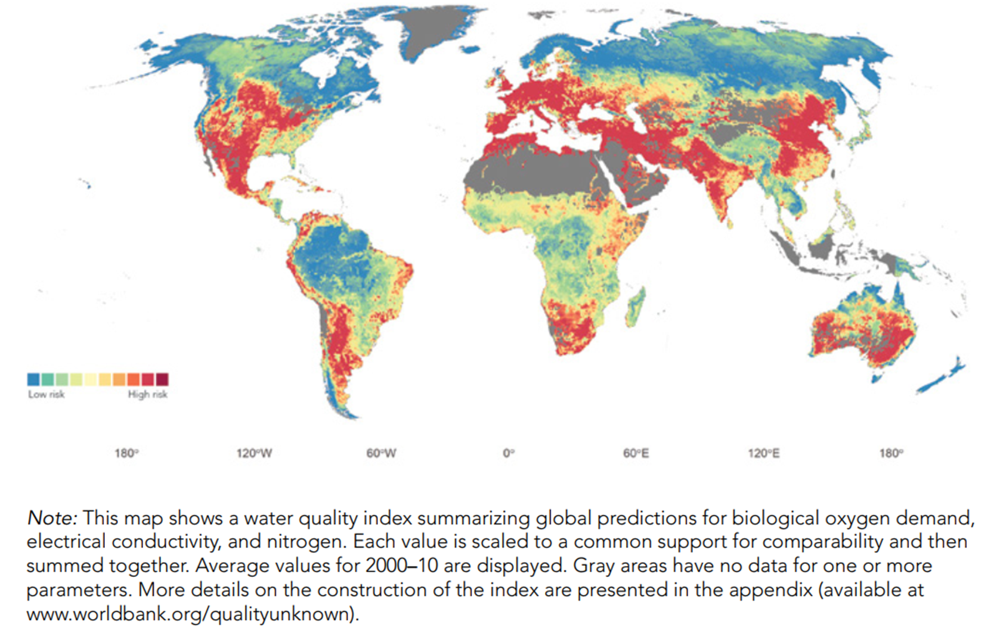 Low risk High risk
180° 120°W 60°W 0° 60°E 120°E 180°
Note: This map shows a water quality index summarizing global predictions for biological oxygen demand,
electrical conductivity, and nitrogen. Each value is scaled to a common support for comparability and then
summed together. Average values for 2000–10 are displayed. Gray areas have no data for one or more
parameters. More details on the construction of the index are presented in the appendix (available at
www.worldbank.org/qualityunknown).